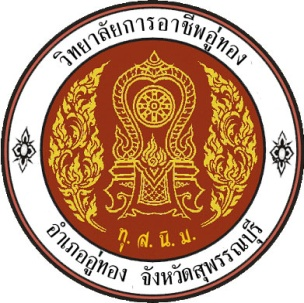 วิทยาลัยการอาชีพอู่ทอง
ทุ. ส. นิ. ม.
อำเภออู่ทอง จังหวัดสุพรรณบุรี